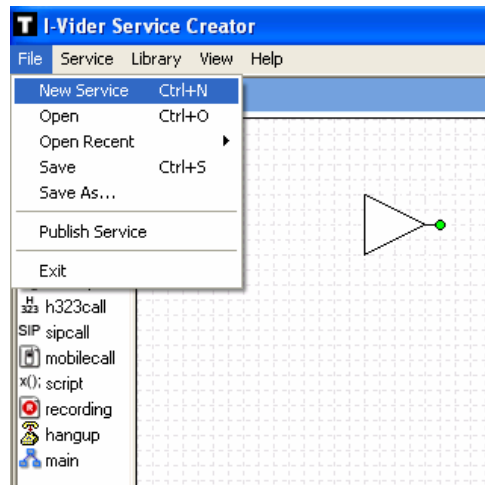 T I-Vider Service Creator
File Service Library View Help
New Service Ctrl+N
Open Ctrl+O
Open Recent
Save Ctrl+S
Save As...
Publish Service
Exit
H 323 h323call
SIP sipcall
mobilecall
x(); script
recording
hangup
main